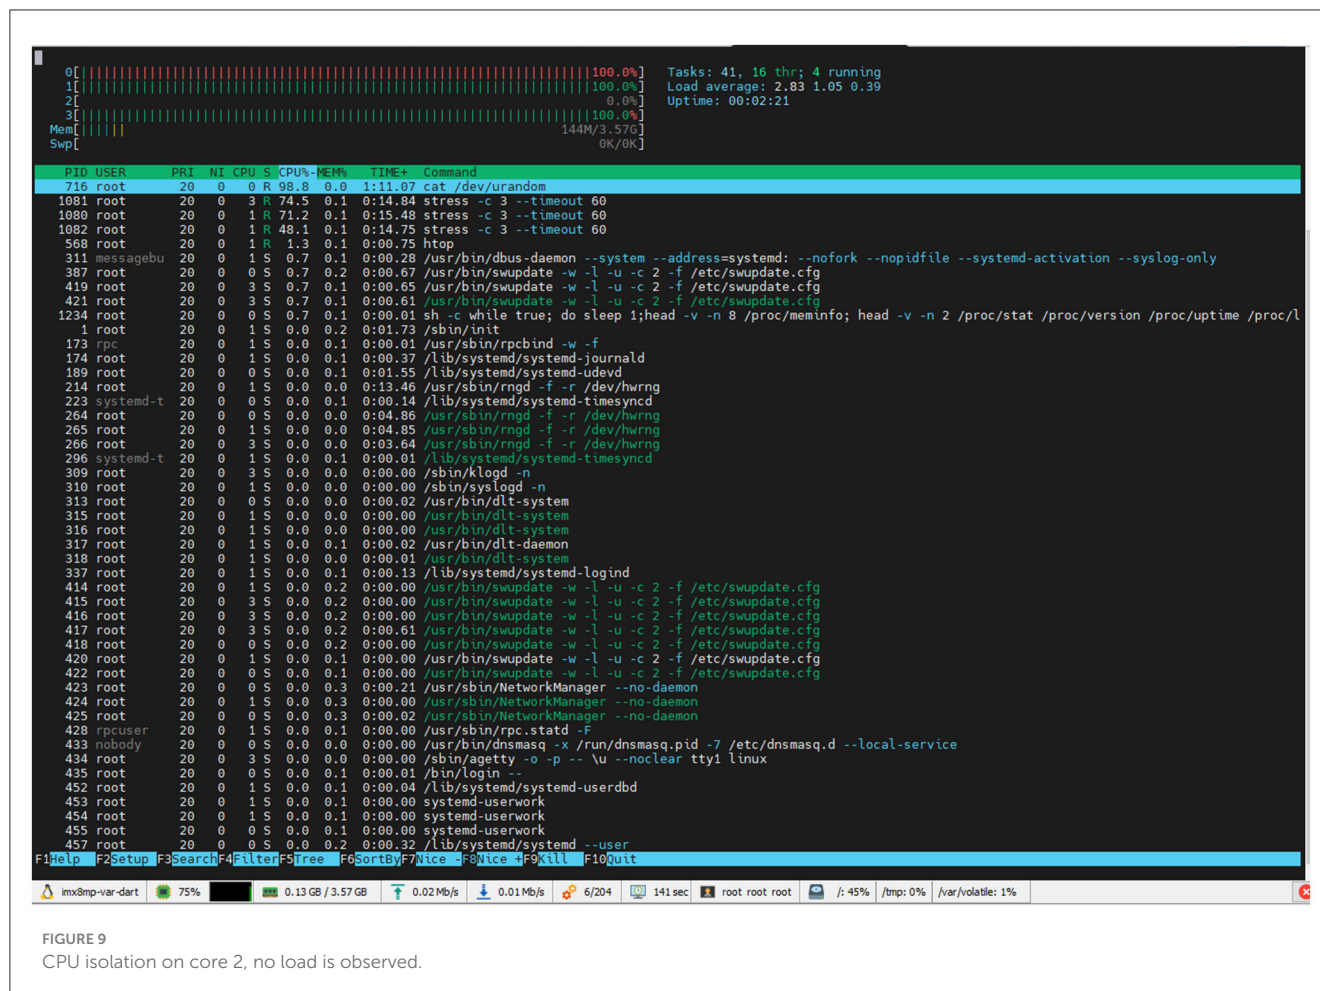 0[||||||||||||||||||||||||||||||||||||||||||||||||||||||||||||||||||||100.0%]
1[||||||||||||||||||||||||||||||||||||||||||||||||||||||||||||||||||||100.0%]
2[ 0.0%]
3[||||||||||||||||||||||||||||||||||||||||||||||||||||||||||||||||||||100.0%]
Mem[|||||| 144M/3.57G]
Swp[ 0K/0K]
Tasks: 41, 16 thr; 4 running
Load average: 2.83 1.05 0.39
Uptime: 00:02:21
PID USER PRI NI CPU S CPU%-MEM% TIME+ Command
716 root 20 0 0 R 98.8 0.0 1:11.07 cat /dev/urandom
1081 root 20 0 3 R 74.5 0.1 0:14.84 stress -c 3 --timeout 60
1080 root 20 0 1 R 71.2 0.1 0:15.48 stress -c 3 --timeout 60
1082 root 20 0 1 R 48.1 0.1 0:14.75 stress -c 3 --timeout 60
568 root 20 0 1 R 1.3 0.1 0:00.75 htop
311 messagebu 20 0 1 S 0.7 0.1 0:00.28 /usr/bin/dbus-daemon --system --address=systemd: --nofork --nopidfile --systemd-activation --syslog-only
387 root 20 0 0 S 0.7 0.2 0:00.67 /usr/bin/swupdate -w -l -u -c 2 -f /etc/swupdate.cfg
419 root 20 0 3 S 0.7 0.1 0:00.65 /usr/bin/swupdate -w -l -u -c 2 -f /etc/swupdate.cfg
421 root 20 0 3 S 0.7 0.1 0:00.61 /usr/bin/swupdate -w -l -u -c 2 -f /etc/swupdate.cfg
1234 root 20 0 0 S 0.7 0.1 0:00.01 sh -c while true; do sleep 1;head -v -n 8 /proc/meminfo; head -v -n 2 /proc/stat /proc/version /proc/uptime /proc/l
1 root 20 0 1 S 0.0 0.2 0:01.73 /sbin/init
173 rpc 20 0 1 S 0.0 0.1 0:00.01 /usr/sbin/rpcbind -w -f
174 root 20 0 1 S 0.0 0.1 0:00.37 /lib/systemd/systemd-journald
189 root 20 0 0 S 0.0 0.1 0:01.55 /lib/systemd/systemd-udevd
214 root 20 0 1 S 0.0 0.0 0:13.46 /usr/sbin/rngd -f -r /dev/hwrng
223 systemd-t 20 0 0 S 0.0 0.1 0:00.14 /lib/systemd/systemd-timesyncd
264 root 20 0 0 S 0.0 0.0 0:04.86 /usr/sbin/rngd -f -r /dev/hwrng
265 root 20 0 1 S 0.0 0.0 0:04.85 /usr/sbin/rngd -f -r /dev/hwrng
266 root 20 0 3 S 0.0 0.0 0:03.64 /usr/sbin/rngd -f -r /dev/hwrng
296 systemd-t 20 0 1 S 0.0 0.1 0:00.01 /lib/systemd/systemd-timesyncd
309 root 20 0 3 S 0.0 0.0 0:00.00 /sbin/klogd -n
310 root 20 0 1 S 0.0 0.0 0:00.00 /sbin/syslogd -n
313 root 20 0 0 S 0.0 0.0 0:00.02 /usr/bin/dlt-system
315 root 20 0 1 S 0.0 0.0 0:00.00 /usr/bin/dlt-system
316 root 20 0 1 S 0.0 0.0 0:00.00 /usr/bin/dlt-system
317 root 20 0 1 S 0.0 0.1 0:00.02 /usr/bin/dlt-daemon
318 root 20 0 1 S 0.0 0.0 0:00.01 /usr/bin/dlt-system
337 root 20 0 1 S 0.0 0.1 0:00.13 /lib/systemd/systemd-logind
414 root 20 0 1 S 0.0 0.2 0:00.00 /usr/bin/swupdate -w -l -u -c 2 -f /etc/swupdate.cfg
415 root 20 0 3 S 0.0 0.2 0:00.00 /usr/bin/swupdate -w -l -u -c 2 -f /etc/swupdate.cfg
416 root 20 0 3 S 0.0 0.2 0:00.00 /usr/bin/swupdate -w -l -u -c 2 -f /etc/swupdate.cfg
417 root 20 0 3 S 0.0 0.2 0:00.61 /usr/bin/swupdate -w -l -u -c 2 -f /etc/swupdate.cfg
418 root 20 0 0 S 0.0 0.2 0:00.00 /usr/bin/swupdate -w -l -u -c 2 -f /etc/swupdate.cfg
420 root 20 0 1 S 0.0 0.1 0:00.00 /usr/bin/swupdate -w -l -u -c 2 -f /etc/swupdate.cfg
422 root 20 0 0 S 0.0 0.1 0:00.00 /usr/bin/swupdate -w -l -u -c 2 -f /etc/swupdate.cfg
423 root 20 0 0 S 0.0 0.3 0:00.21 /usr/sbin/NetworkManager --no-daemon
424 root 20 0 1 S 0.0 0.3 0:00.00 /usr/sbin/NetworkManager --no-daemon
425 root 20 0 0 S 0.0 0.3 0:00.02 /usr/sbin/NetworkManager --no-daemon
428 rpcuser 20 0 1 S 0.0 0.1 0:00.00 /usr/sbin/rpc.statd -F
433 nobody 20 0 0 S 0.0 0.0 0:00.00 /usr/bin/dnsmasq -x /run/dnsmasq.pid -7 /etc/dnsmasq.d --local-service
434 root 20 0 3 S 0.0 0.0 0:00.00 /sbin/agetty -o -p -- \u --noclear tty1 linux
435 root 20 0 0 S 0.0 0.1 0:00.01 /bin/login --
452 root 20 0 1 S 0.0 0.1 0:00.04 /lib/systemd/systemd-userdbd
453 root 20 0 1 S 0.0 0.1 0:00.00 systemd-userwork
454 root 20 0 1 S 0.0 0.1 0:00.00 systemd-userwork
455 root 20 0 0 S 0.0 0.1 0:00.00 systemd-userwork
457 root 20 0 0 S 0.0 0.2 0:00.32 /lib/systemd/systemd --user
F1Help F2Setup F3SearchF4FilterF5Tree F6SortByF7Nice -F8Nice +F9Kill F10Quit
imx8mp-var-dart 75% 0.13 GB / 3.57 GB 0.02 Mb/s 0.01 Mb/s 6/204 141 sec root root root /: 45% /tmp: 0% /var/volatile: 1%
FIGURE 9
CPU isolation on core 2, no load is observed.